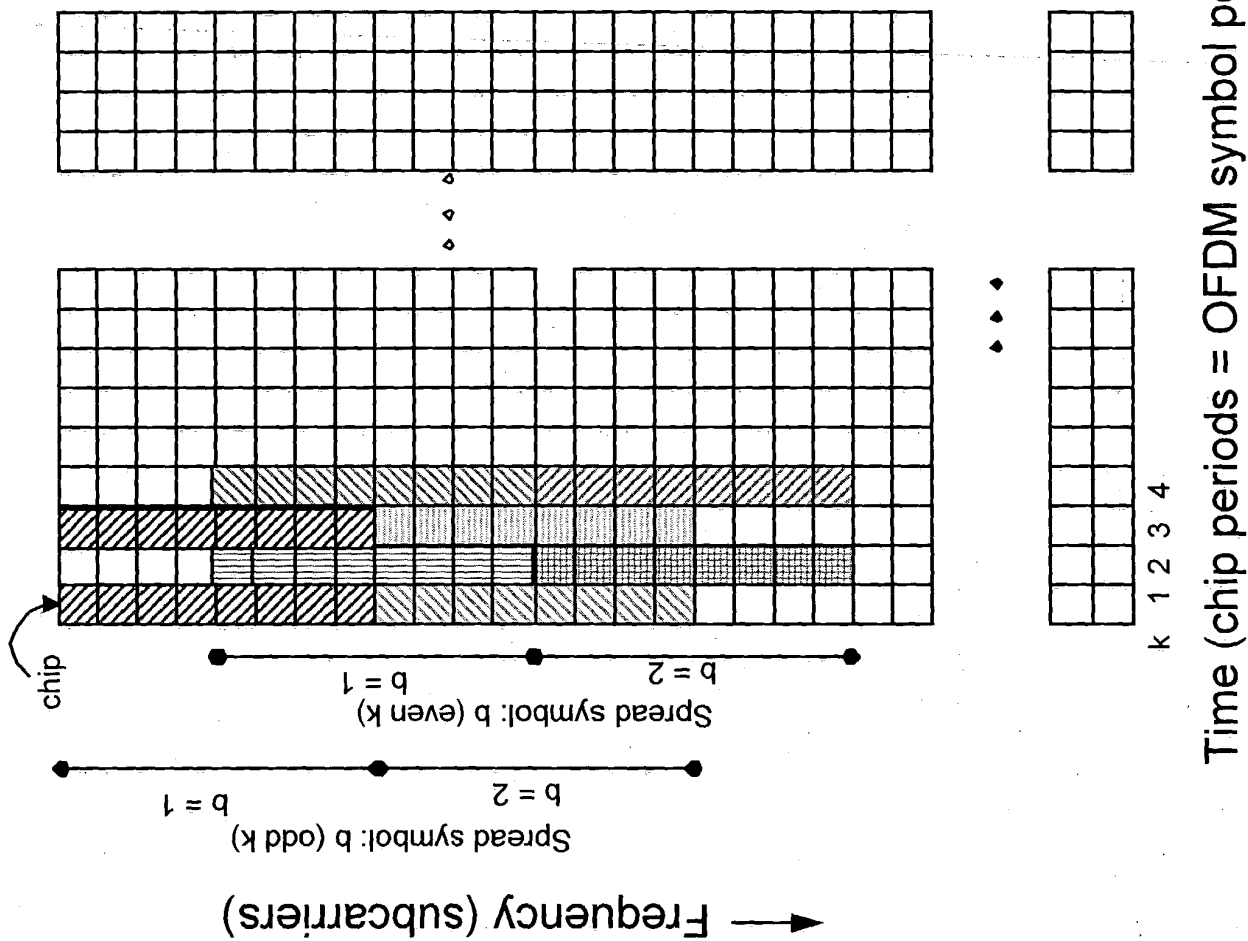 chip
Spread symbol: b (odd k)
b = 1
b = 2
Spread symbol: b (even k)
b = 1
b = 2
Frequency (subcarriers)
k 1 2 3 4
Time (chip periods = OFDM symbol